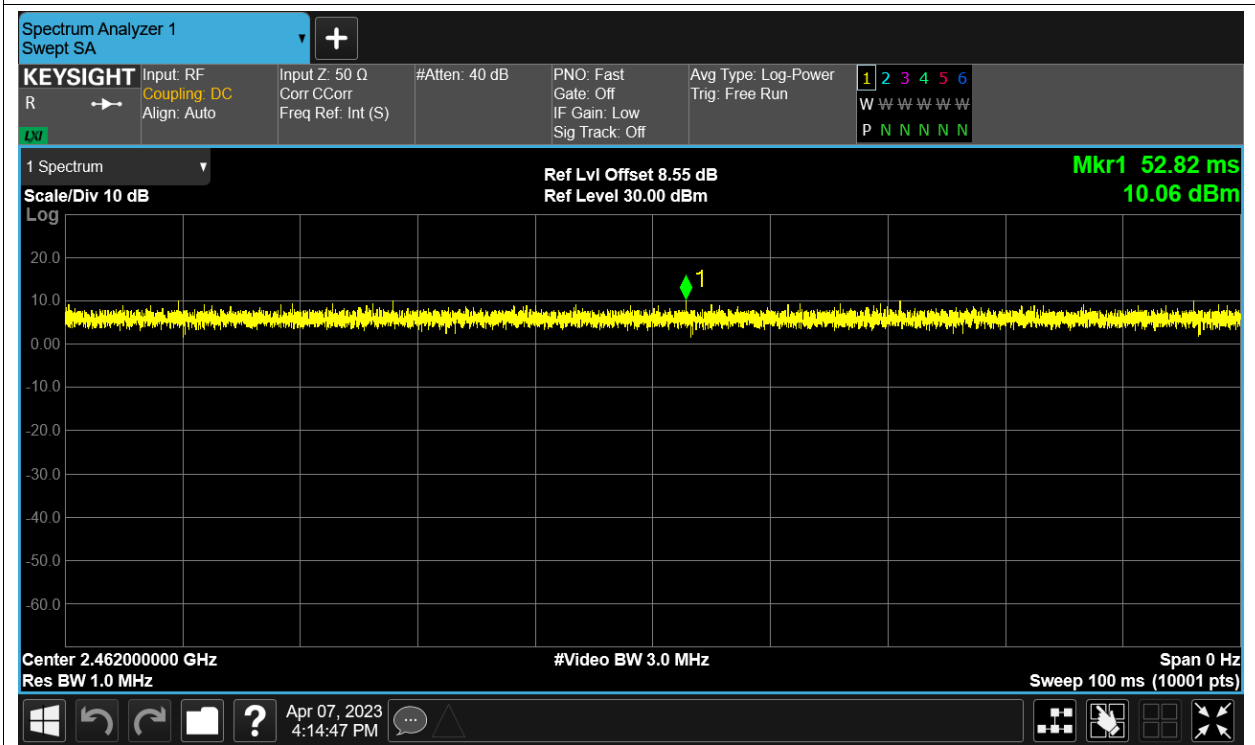 Spectrum Analyzer 1
Swept SA
KEYSIGHT
R
LXI
Input: RF
Coupling: DC
Align: Auto
Input Z: 50 Ω
Corr CCorr
Freq Ref: Int (S)
#Atten: 40 dB
PNO: Fast
Gate: Off
IF Gain: Low
Sig Track: Off
Avg Type: Log-Power
Trig: Free Run
1 2 3 4 5 6
W W W W W W
P N N N N N
1 Spectrum
Scale/Div 10 dB
Ref Lvl Offset 8.55 dB
Ref Level 30.00 dBm
Mkr1 52.82 ms
10.06 dBm
Log
20.0
10.0
0.00
-10.0
-20.0
-30.0
-40.0
-50.0
-60.0
1
Center 2.462000000 GHz
Res BW 1.0 MHz
#Video BW 3.0 MHz
Span 0 Hz
Sweep 100 ms (10001 pts)
?
Apr 07, 2023
4:14:47 PM